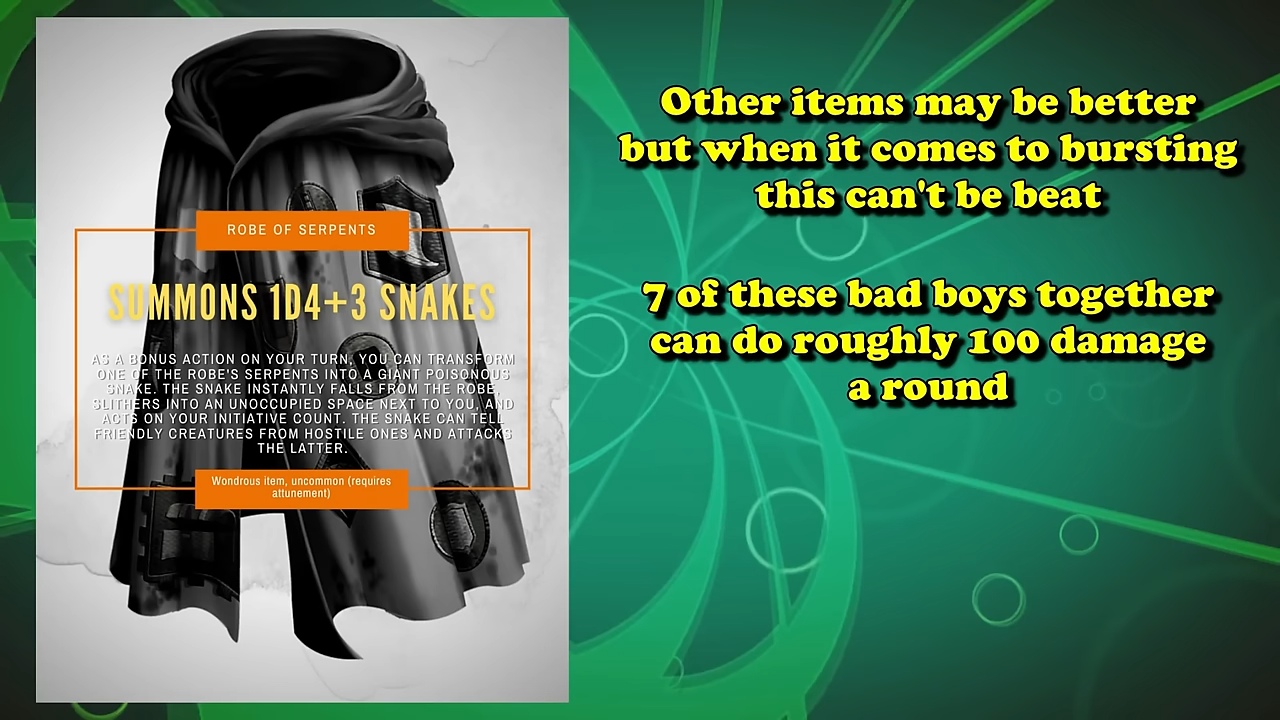 ROBE OF SERPENTS
SUMMONS 1D4+3 SNAKES
AS A BONUS ACTION ON YOUR TURN, YOU CAN TRANSFORM
ONE OF THE ROBE'S SERPENTS INTO A GIANT POISONOUS
SNAKE. THE SNAKE INSTANTLY FALLS FROM THE ROBE,
SLITHERS INTO AN UNOCCUPIED SPACE NEXT TO YOU, AND
ACTS ON YOUR INITIATIVE COUNT. THE SNAKE CAN TELL
FRIENDLY CREATURES FROM HOSTILE ONES AND ATTACKS
THE LATTER.
Wondrous item, uncommon (requires
attunement)
Other items may be better
but when it comes to bursting
this can't be beat
7 of these bad boys together
can do roughly 100 damage
a round